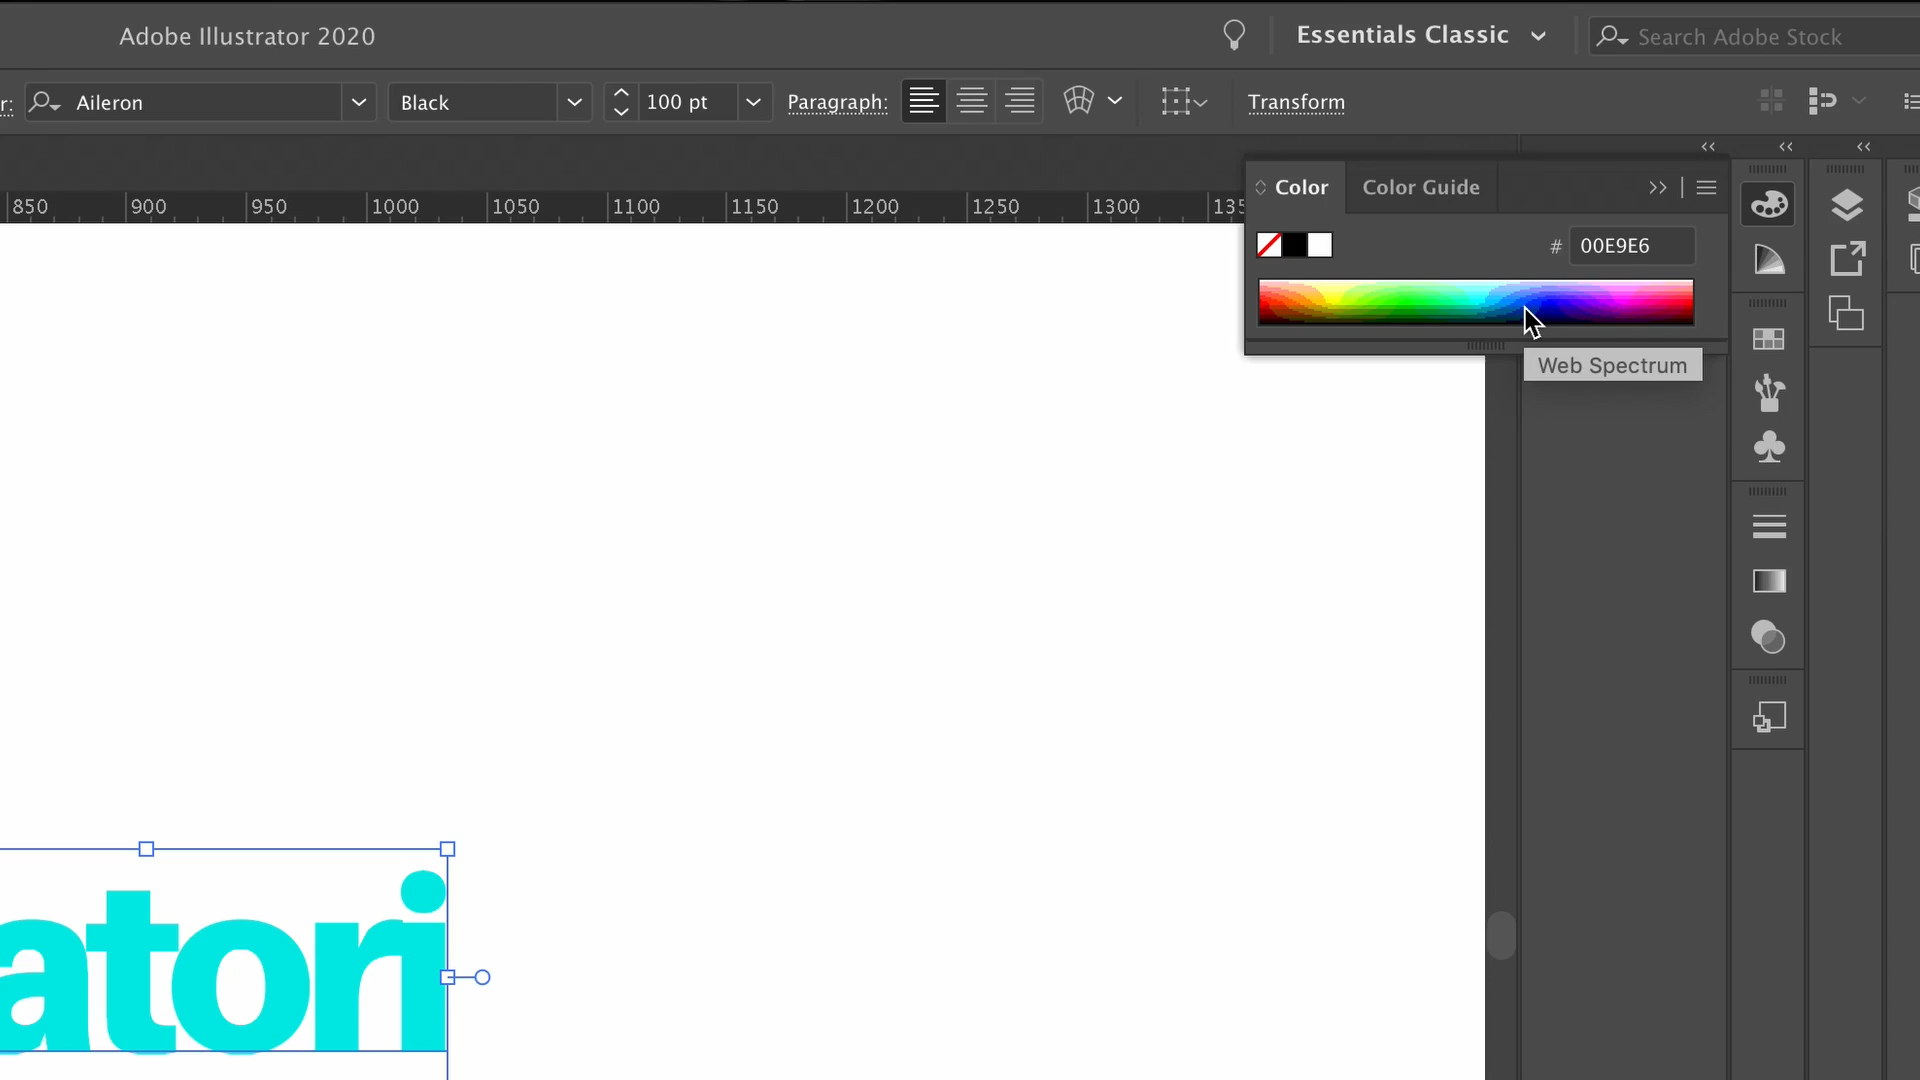 Adobe Illustrator 2020
Essentials Classic
Search Adobe Stock
r:
Aileron
Black
100 pt
Paragraph:
Transform
Color
Color Guide
850 900 950 1000 1050 1100 1150 1200 1250 1300 135
# 00E9E6
Web Spectrum
atori